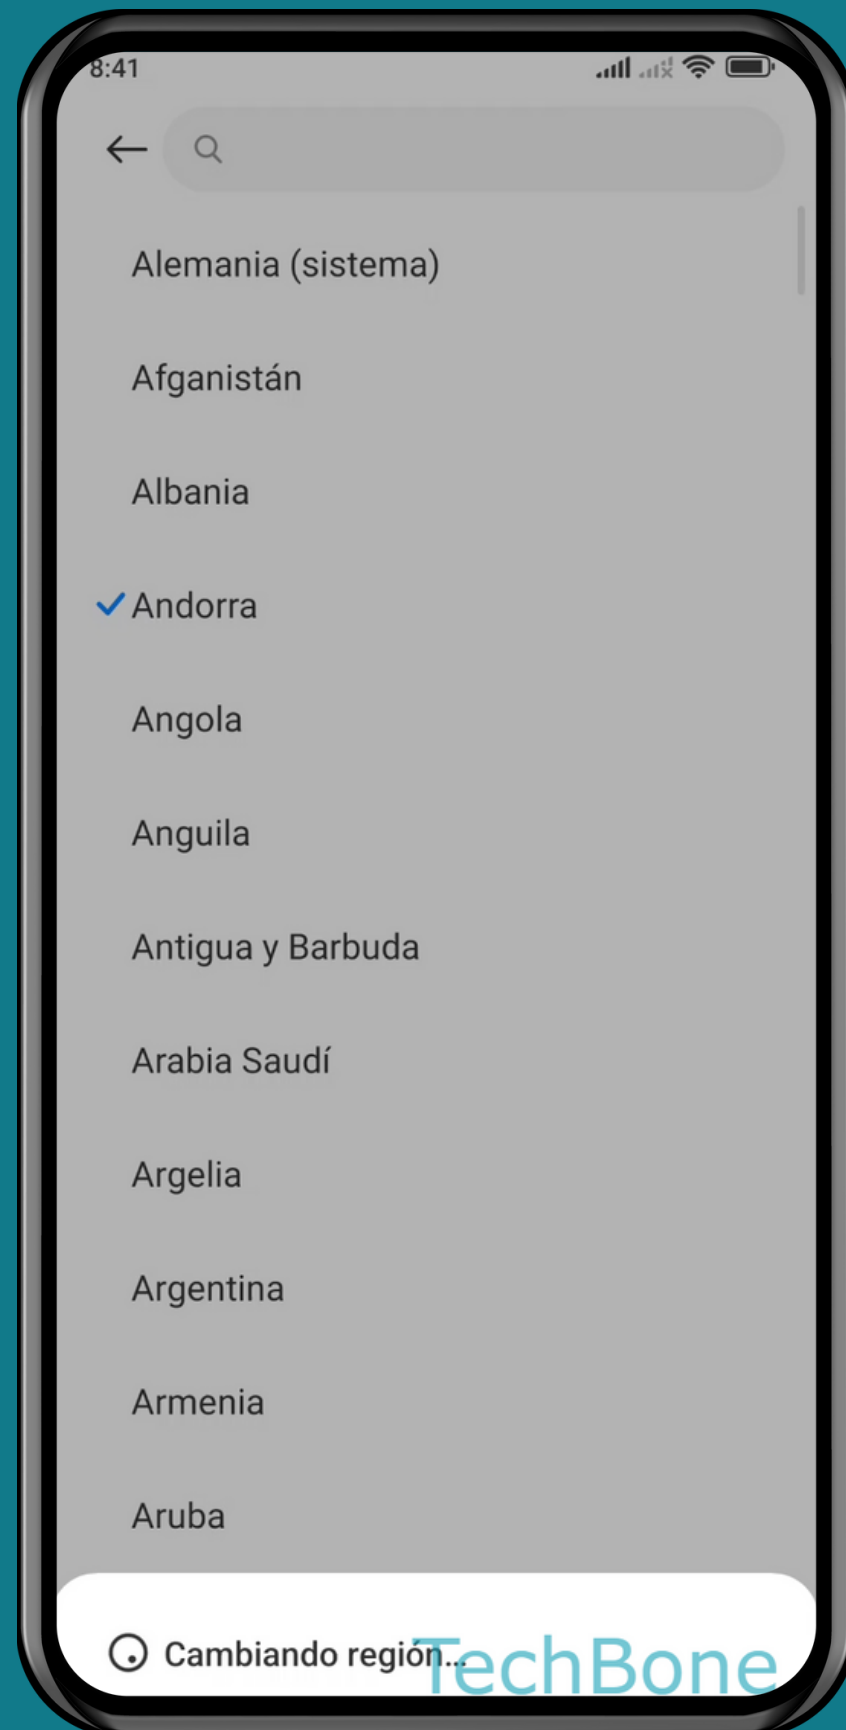 8:41
Alemania (sistema)
Afganistán
Albania
Andorra
Angola
Anguila
Antigua y Barbuda
Arabia Saudí
Argelia
Argentina
Armenia
Aruba
Cambiando región...
TechBone